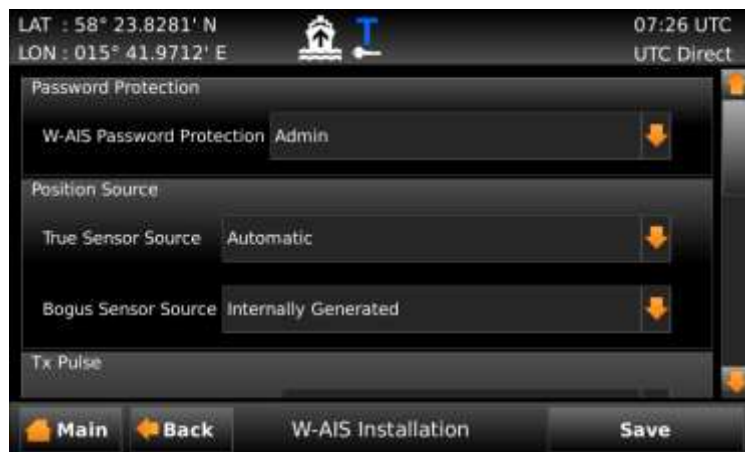 LAT : 58° 23.8281' N
LON : 015° 41.9712' E
T
07:26 UTC
UTC Direct
Password Protection
W-AIS Password Protection Admin
Position Source
True Sensor Source Automatic
Bogus Sensor Source Internally Generated
Tx Pulse
Main Back W-AIS Installation Save